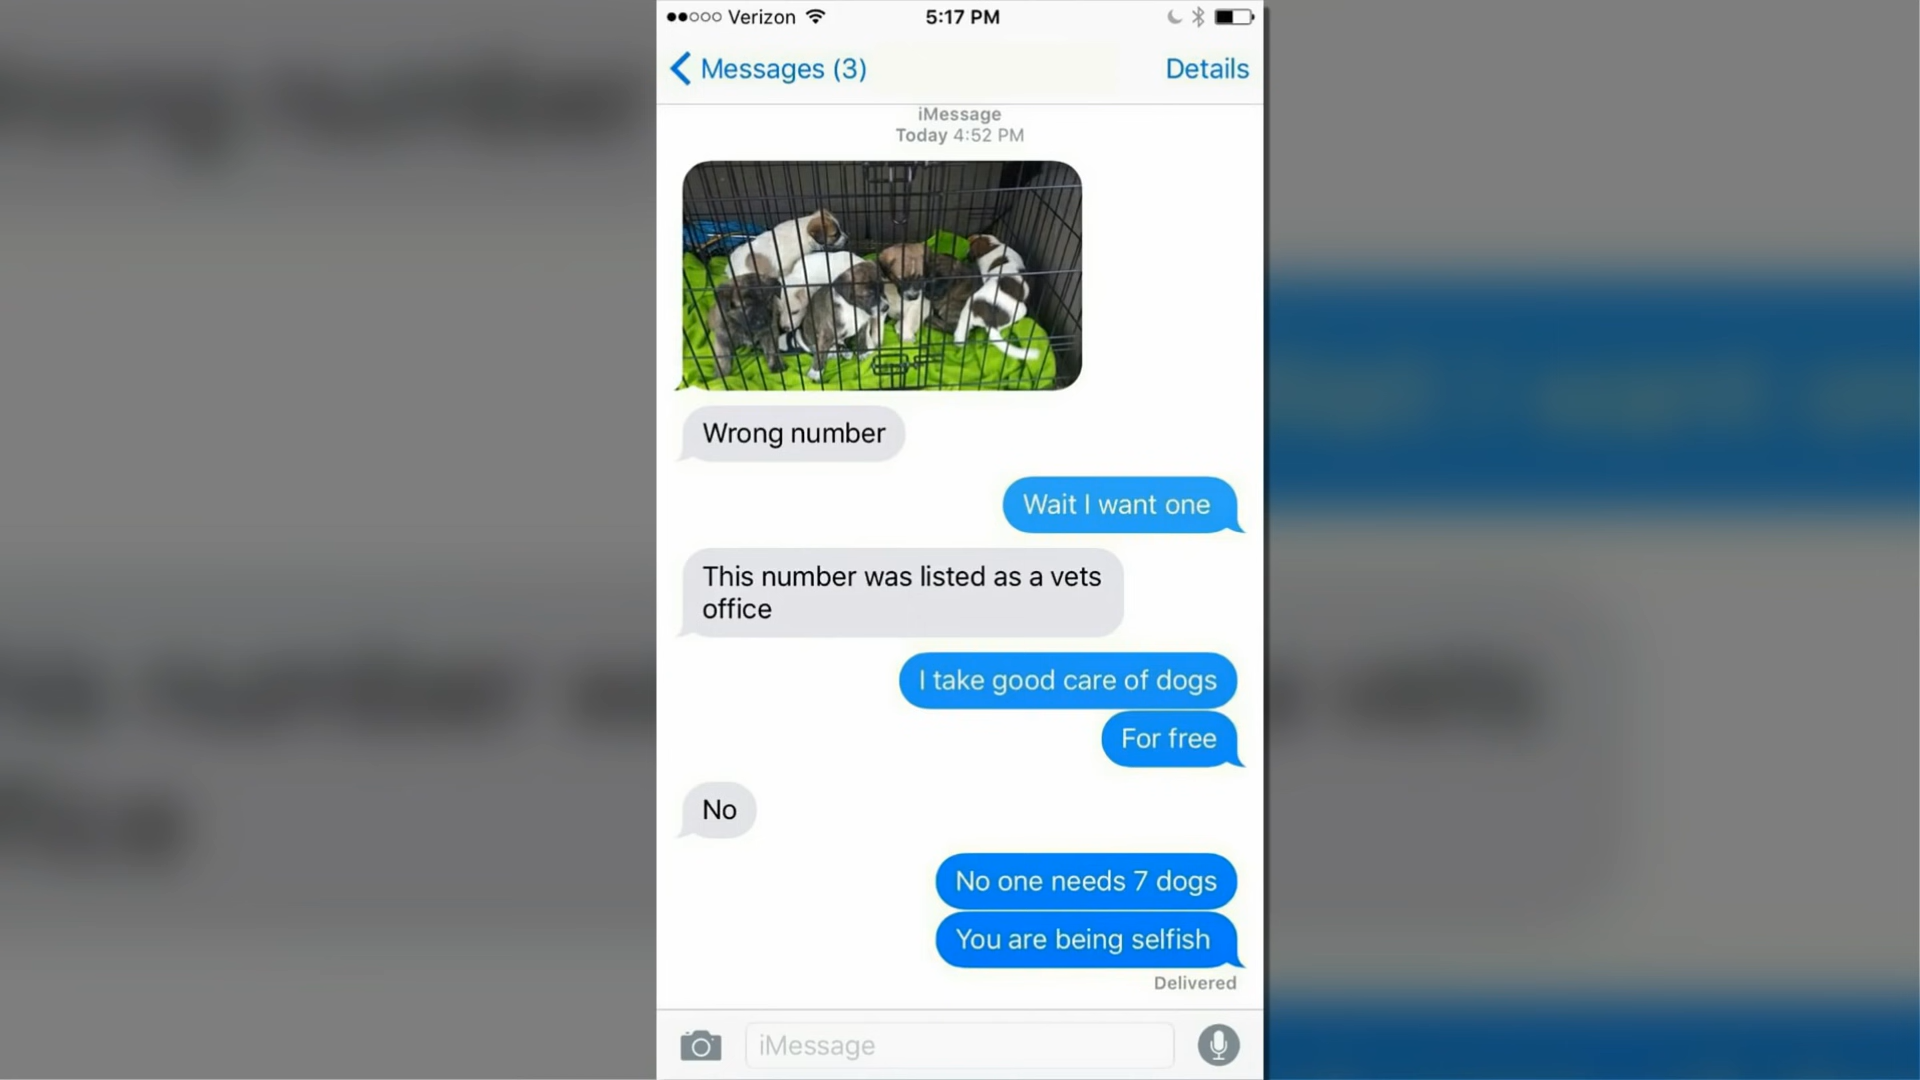 Verizon 5:17 PM
Messages (3) Details
iMessage
Today 4:52 PM
Wrong number
Wait I want one
This number was listed as a vets
office
I take good care of dogs
For free
No
No one needs 7 dogs
You are being selfish
Delivered
iMessage